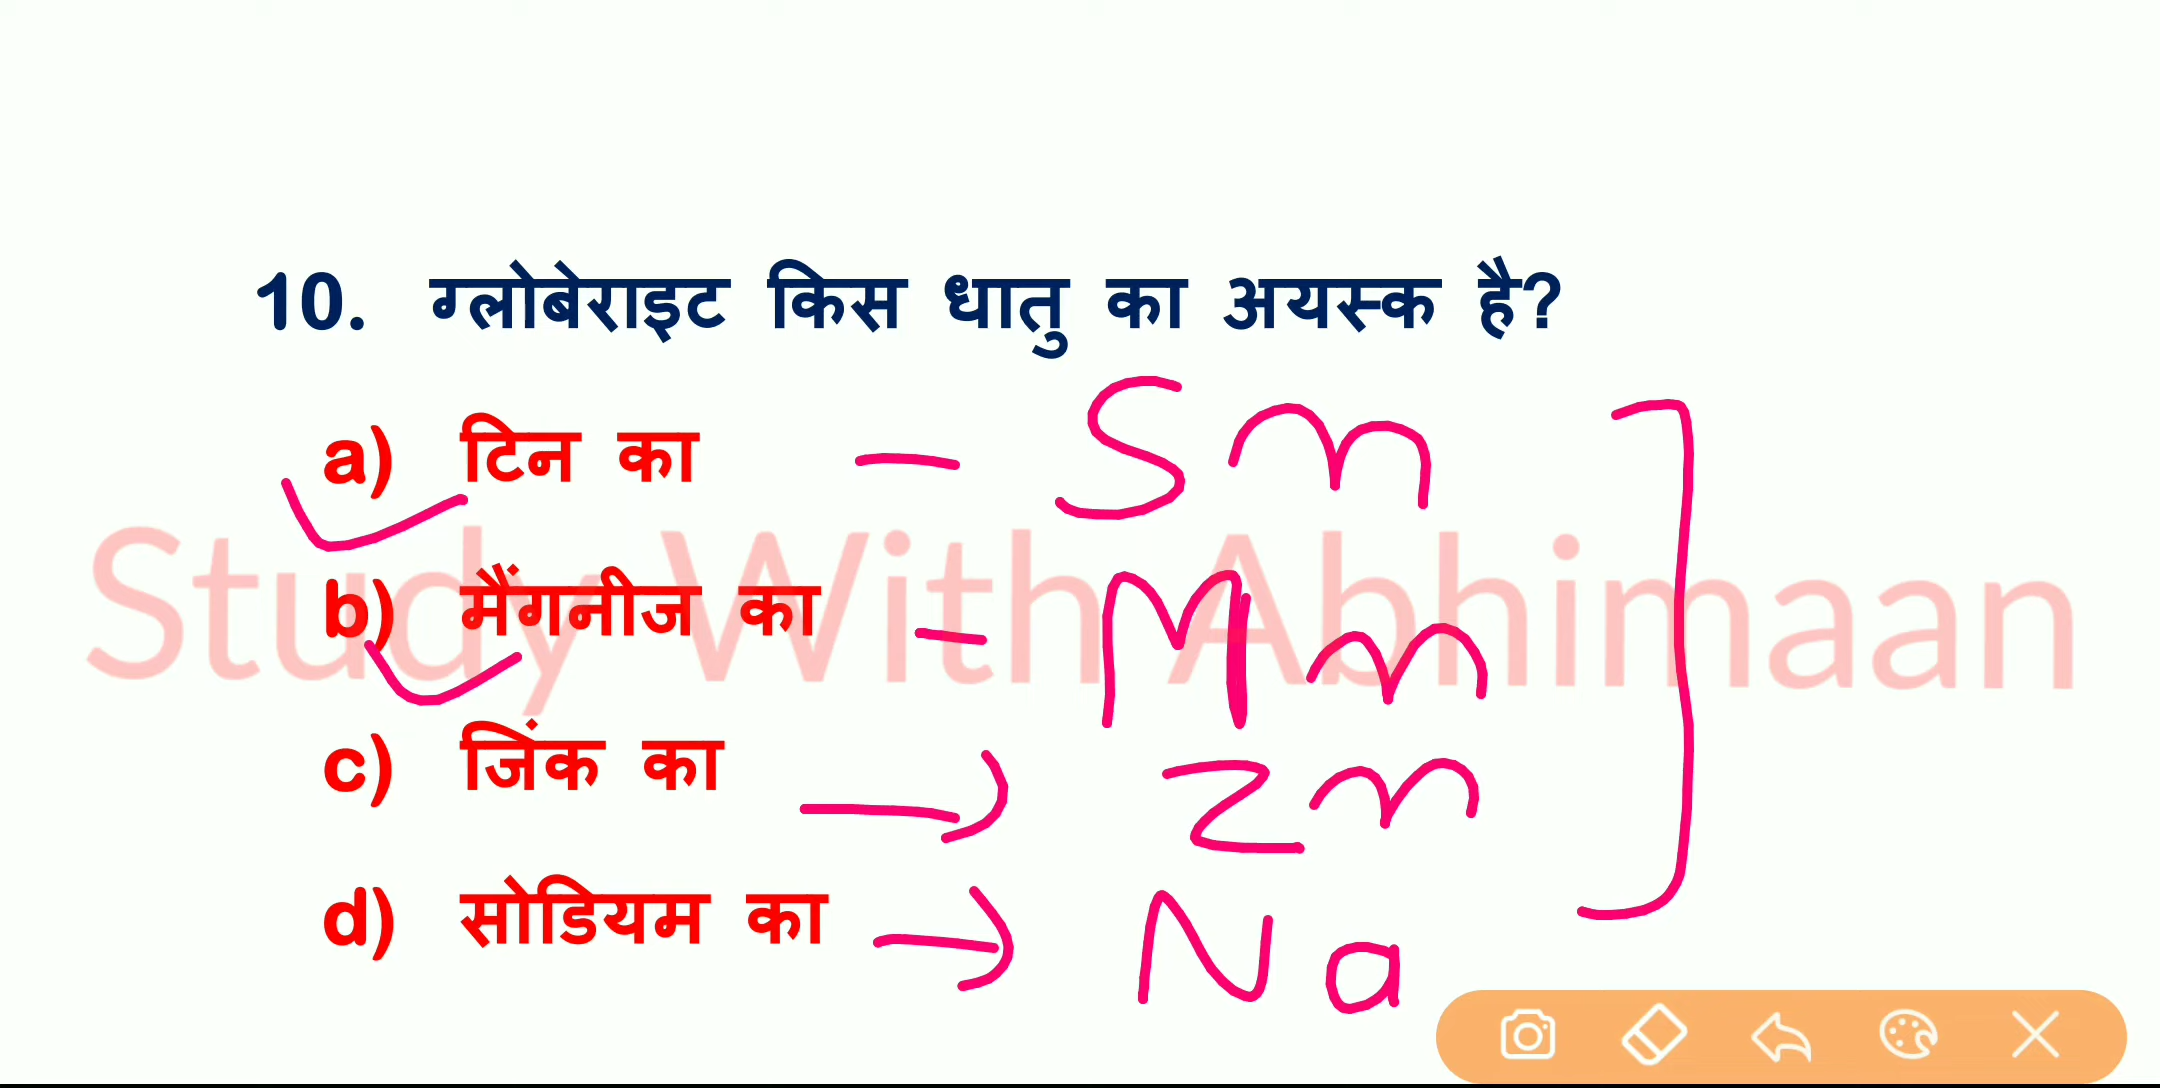 10. ग्लोबेराइट किस धातु का अयस्क है?
a) टिन का – Sn
b) मैंगनीज का – Mn
Study With Abhimaan
c) जिंक का → Zn
d) सोडियम का → Na